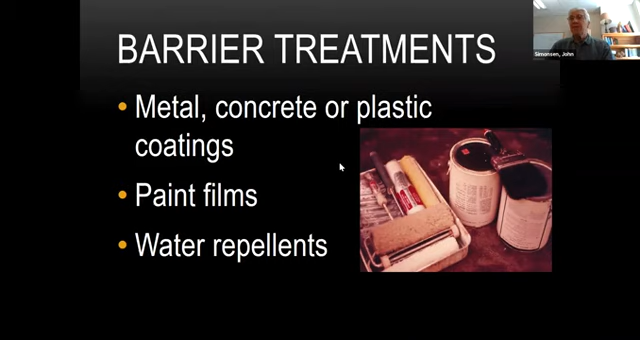 BARRIER TREATMENTS
Simonsen, John
• Metal, concrete or plastic
coatings
• Paint films
• Water repellents